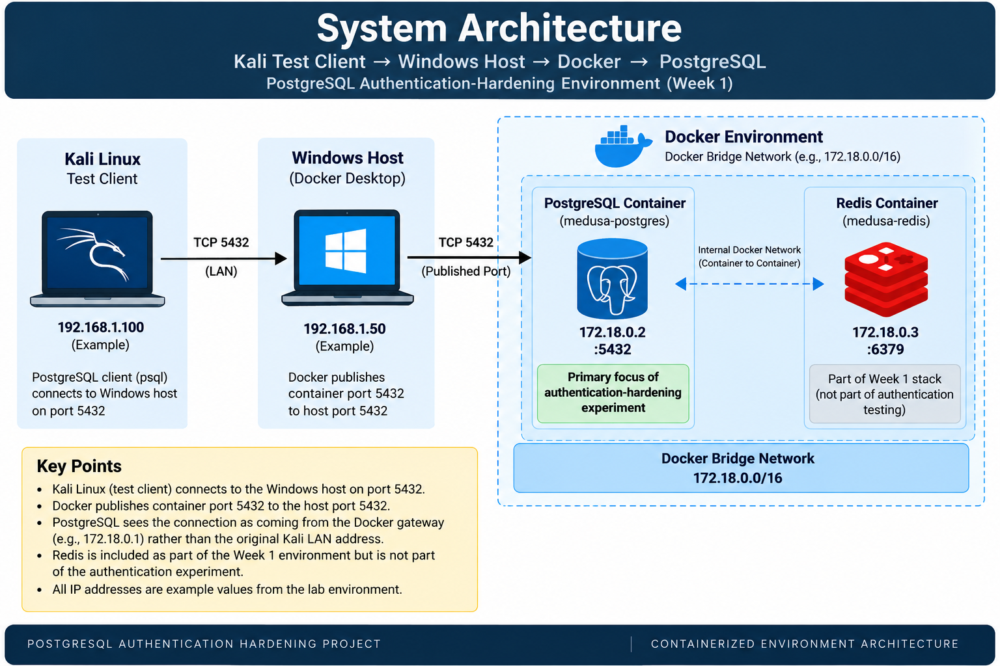 System Architecture
Kali Test Client → Windows Host → Docker → PostgreSQL
PostgreSQL Authentication-Hardening Environment (Week 1)
Kali Linux
Test Client
192.168.1.100
(Example)
PostgreSQL client (psql)
connects to Windows host
on port 5432
TCP 5432
(LAN)
Windows Host
(Docker Desktop)
192.168.1.50
(Example)
Docker publishes
container port 5432
to host port 5432
TCP 5432
(Published Port)
Docker Environment
Docker Bridge Network (e.g., 172.18.0.0/16)
PostgreSQL Container
(medusa-postgres)
172.18.0.2
:5432
Primary focus of
authentication-hardening
experiment
Internal Docker Network
(Container to Container)
Redis Container
(medusa-redis)
172.18.0.3
:6379
Part of Week 1 stack
(not part of authentication
testing)
Docker Bridge Network
172.18.0.0/16
Key Points
• Kali Linux (test client) connects to the Windows host on port 5432.
• Docker publishes container port 5432 to the host port 5432.
• PostgreSQL sees the connection as coming from the Docker gateway
(e.g., 172.18.0.1) rather than the original Kali LAN address.
• Redis is included as part of the Week 1 environment but is not part
of the authentication experiment.
• All IP addresses are example values from the lab environment.
POSTGRESQL AUTHENTICATION HARDENING PROJECT
CONTAINERIZED ENVIRONMENT ARCHITECTURE